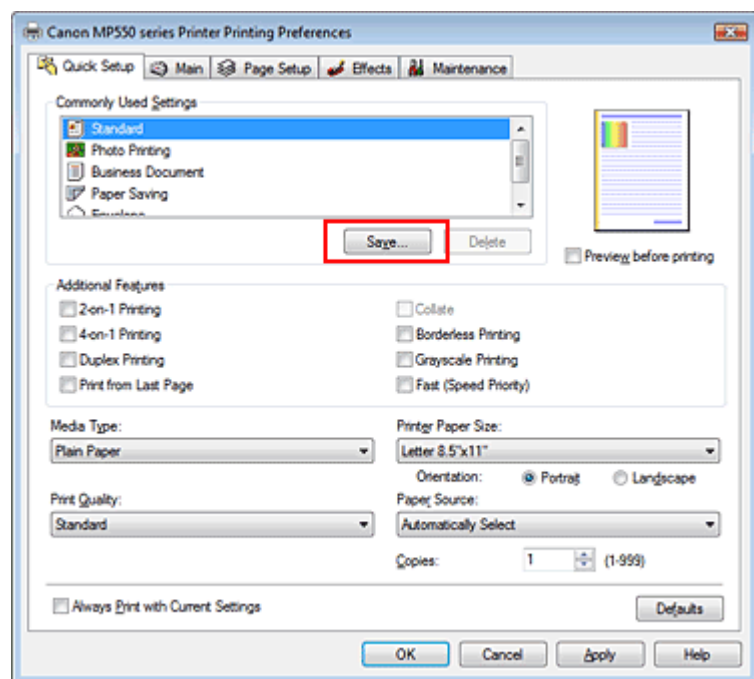 Canon MP550 series Printer Printing Preferences
Quick Setup Main Page Setup Effects Maintenance
Commonly Used Settings
Standard
Photo Printing
Business Document
Paper Saving
Envelope
Save... Delete
Preview before printing
Additional Features
2-on-1 Printing Collate
4-on-1 Printing Borderless Printing
Duplex Printing Grayscale Printing
Print from Last Page Fast (Speed Priority)
Media Type: Printer Paper Size:
Plain Paper Letter 8.5"x11"
Orientation: Portrait Landscape
Print Quality: Paper Source:
Standard Automatically Select
Copies: 1 (1-999)
Always Print with Current Settings Defaults
OK Cancel Apply Help